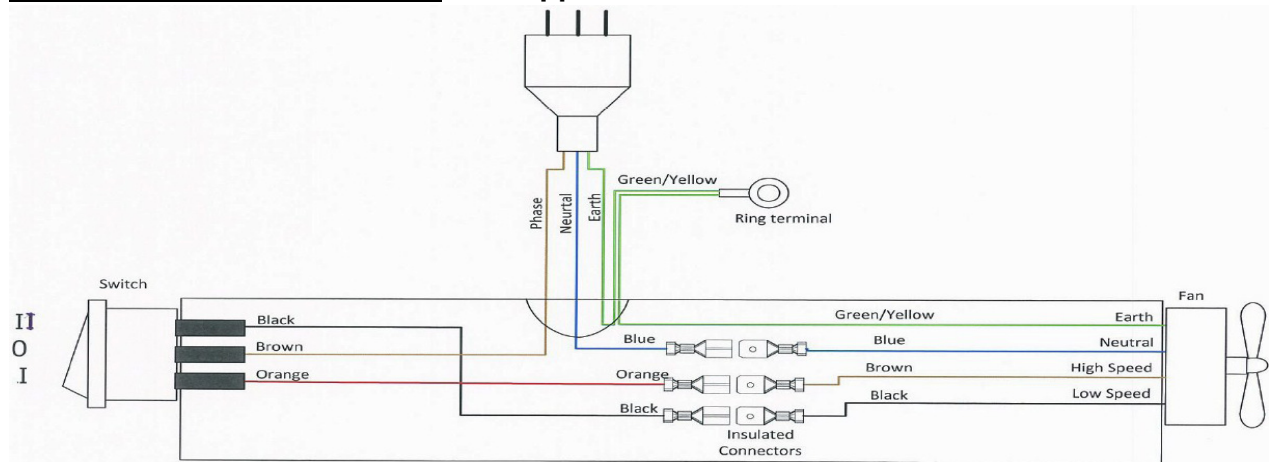 Green/Yellow
Phase
Neurtal
Earth
Ring terminal
Switch
Fan
II
O
I
Black
Brown
Orange
Green/Yellow
Earth
Blue
Blue
Neutral
Orange
Brown
High Speed
Black
Black
Low Speed
Insulated
Connectors